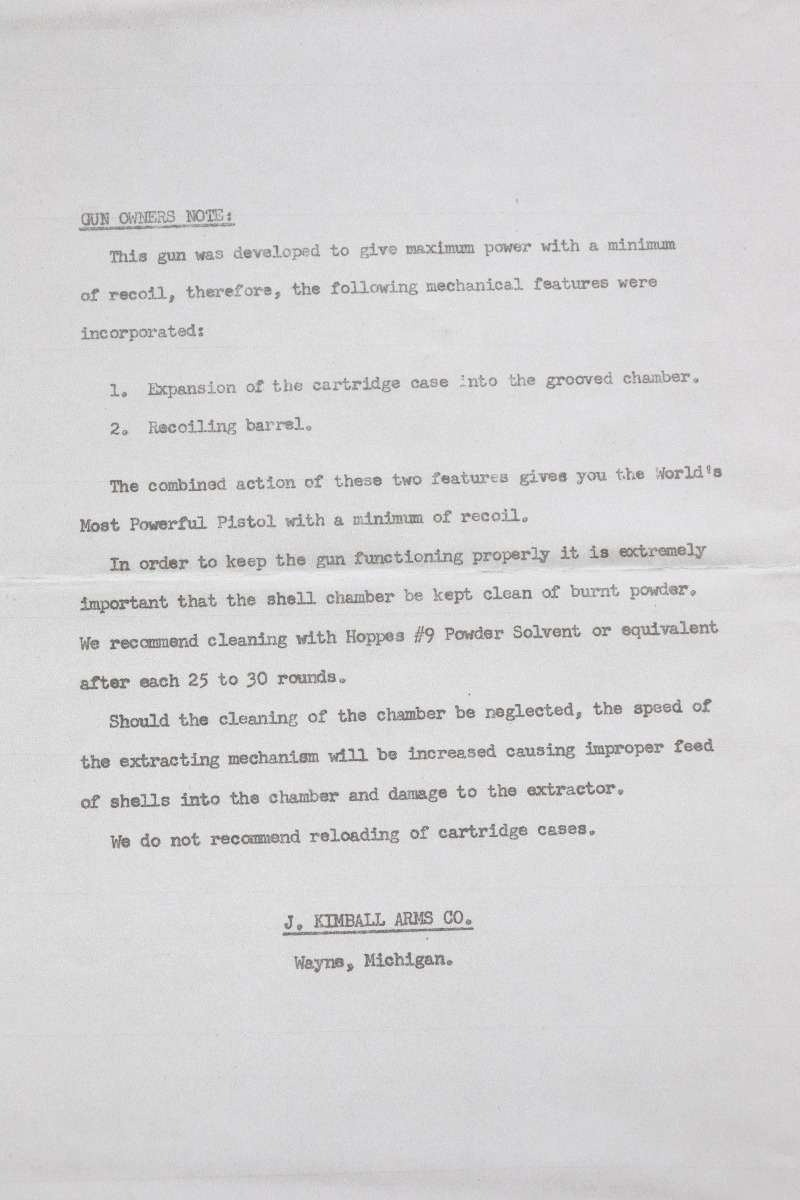 GUN OWNERS NOTE:
This gun was developed to give maximum power with a minimum
of recoil, therefore, the following mechanical features were
incorporated:
1. Expansion of the cartridge case into the grooved chamber.
2. Recoiling barrel.
The combined action of these two features gives you the World's
Most Powerful Pistol with a minimum of recoil.
In order to keep the gun functioning properly it is extremely
important that the shell chamber be kept clean of burnt powder.
We recommend cleaning with Hoppes #9 Powder Solvent or equivalent
after each 25 to 30 rounds.
Should the cleaning of the chamber be neglected, the speed of
the extracting mechanism will be increased causing improper feed
of shells into the chamber and damage to the extractor.
We do not recommend reloading of cartridge cases.
J. KIMBALL ARMS CO.
Wayne, Michigan.